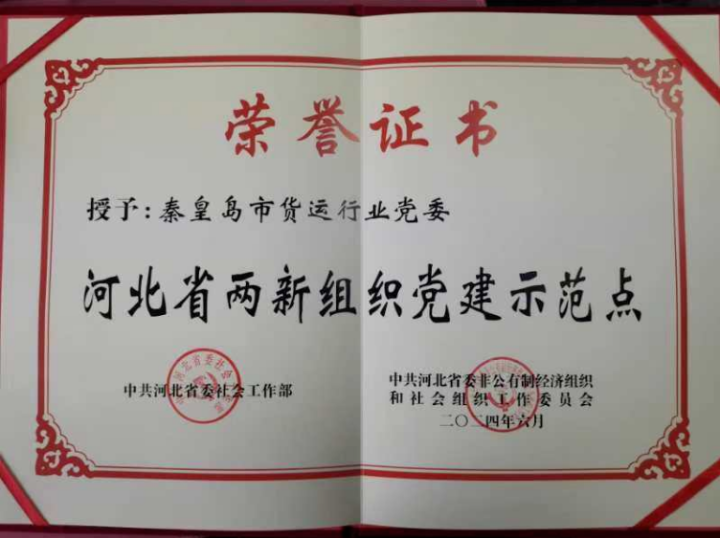 荣誉证书
授予：秦皇岛市货运行业党委
河北省两新组织党建示范点
中共河北省委社会工作部
中共河北省委非公有制经济组织
和社会组织工作委员会
二〇二四年六月